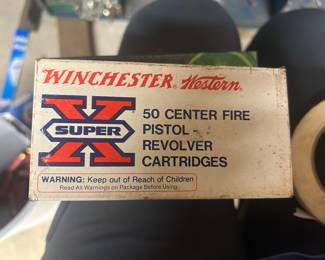 WINCHESTER Western
X
SUPER
50 CENTER FIRE
PISTOL -
REVOLVER
CARTRIDGES
WARNING: Keep out of Reach of Children
Read All Warnings on Package Before Using.